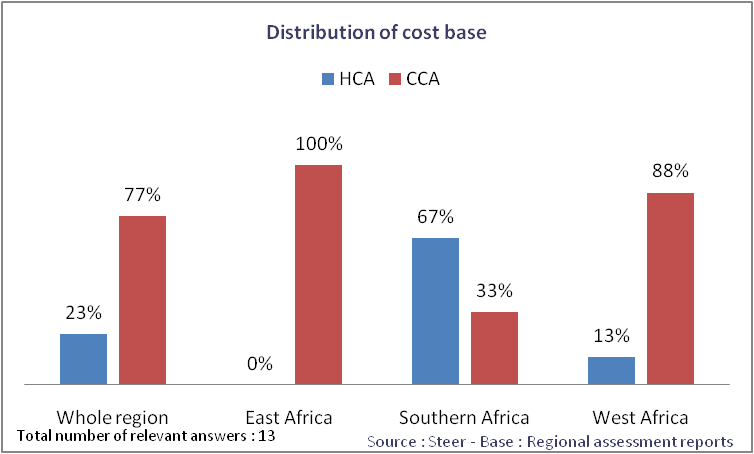 Distribution of cost base
HCA CCA
100%
88%
77%
67%
33%
23%
13%
0%
Whole region East Africa Southern Africa West Africa
Total number of relevant answers : 13
Source : Steer - Base : Regional assessment reports